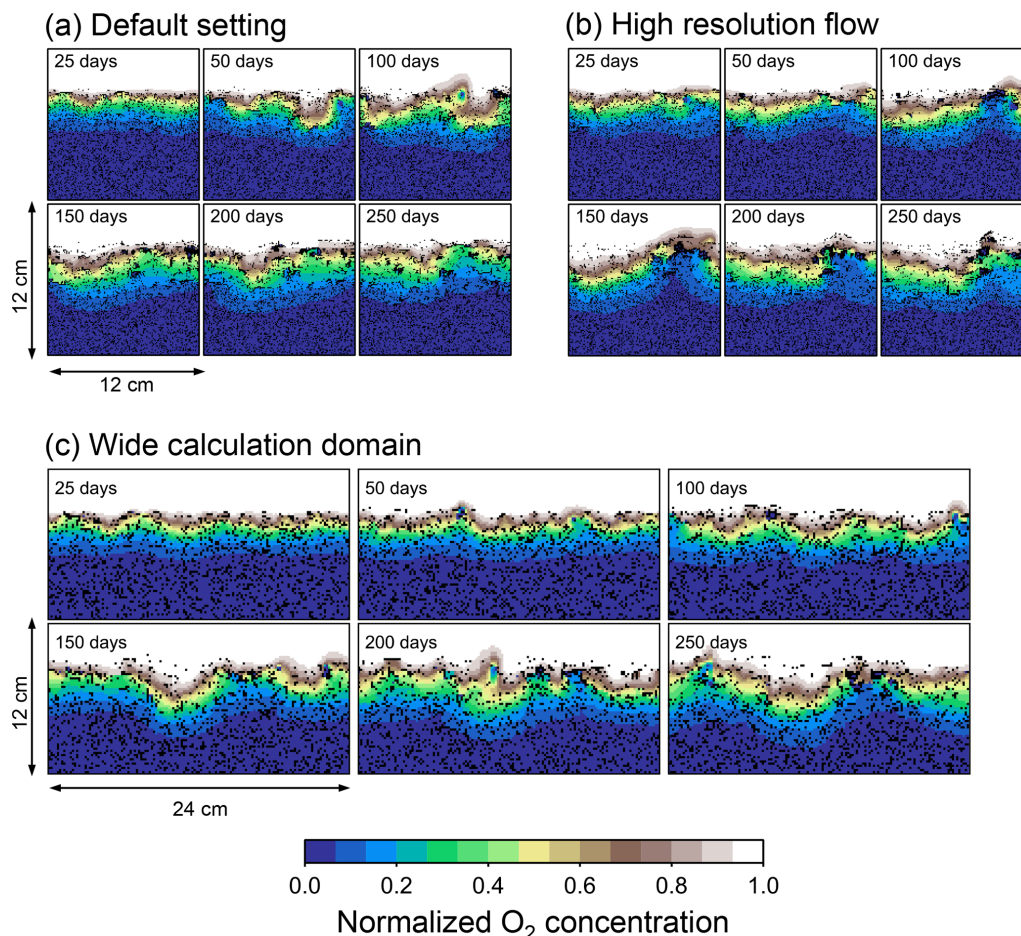 (a) Default setting
25 days
50 days
100 days
150 days
200 days
250 days
12 cm
12 cm
(b) High resolution flow
25 days
50 days
100 days
150 days
200 days
250 days
(c) Wide calculation domain
25 days
50 days
100 days
150 days
200 days
250 days
12 cm
24 cm
0.0 0.2 0.4 0.6 0.8 1.0
Normalized O₂ concentration